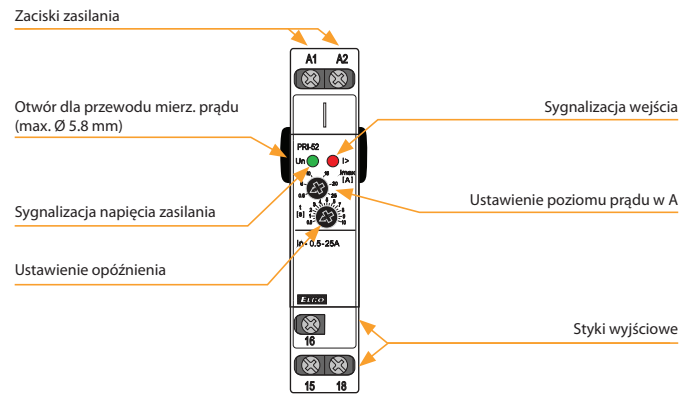 Zaciski zasilania
A1 A2
Otwór dla przewodu mierz. prądu
(max. Ø 5.8 mm)
Sygnalizacja wejścia
PRI-52
Un I>
Imax
[A]
Sygnalizacja napięcia zasilania
Ustawienie poziomu prądu w A
[s]
Ustawienie opóźnienia
In - 0.5-25A
ELKO
Styki wyjściowe
16
15 18